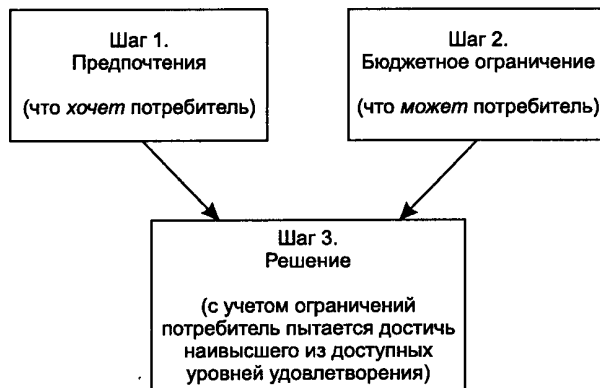 Шаг 1.
Предпочтения
(что хочет потребитель)
Шаг 2.
Бюджетное ограничение
(что может потребитель)
Шаг 3.
Решение
(с учетом ограничений
потребитель пытается достичь
наивысшего из доступных
уровней удовлетворения)